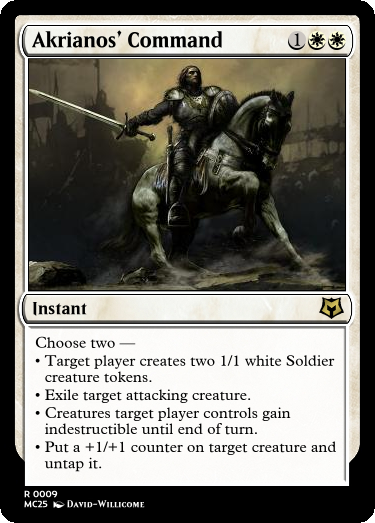 Akrianos' Command 1
Instant
Choose two —
• Target player creates two 1/1 white Soldier
creature tokens.
• Exile target attacking creature.
• Creatures target player controls gain
indestructible until end of turn.
• Put a +1/+1 counter on target creature and
untap it.
R 0009
MC25 David-Willicome